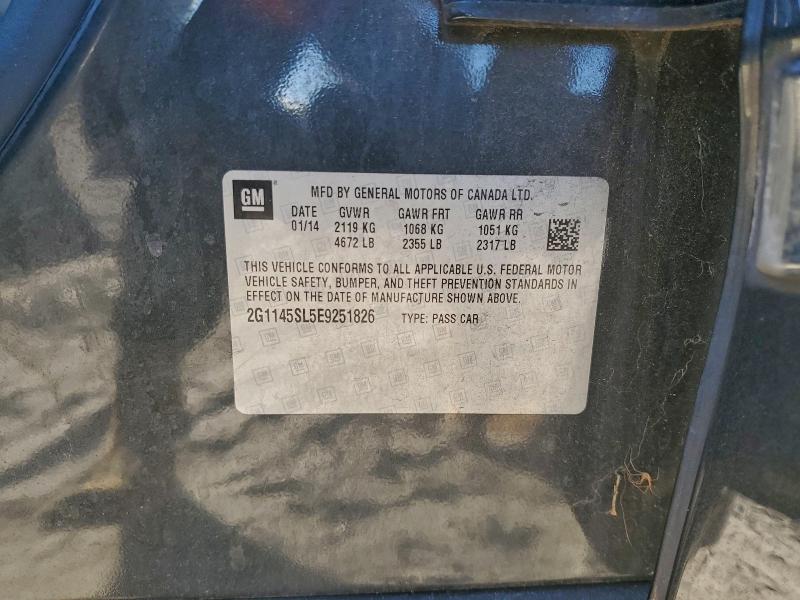 GM
MFD BY GENERAL MOTORS OF CANADA LTD.
DATE GVWR GAWR FRT GAWR RR
01/14 2119 KG 1068 KG 1051 KG
4672 LB 2355 LB 2317 LB
THIS VEHICLE CONFORMS TO ALL APPLICABLE U.S. FEDERAL MOTOR
VEHICLE SAFETY, BUMPER, AND THEFT PREVENTION STANDARDS IN
EFFECT ON THE DATE OF MANUFACTURE SHOWN ABOVE.
2G1145SL5E9251826 TYPE: PASS CAR